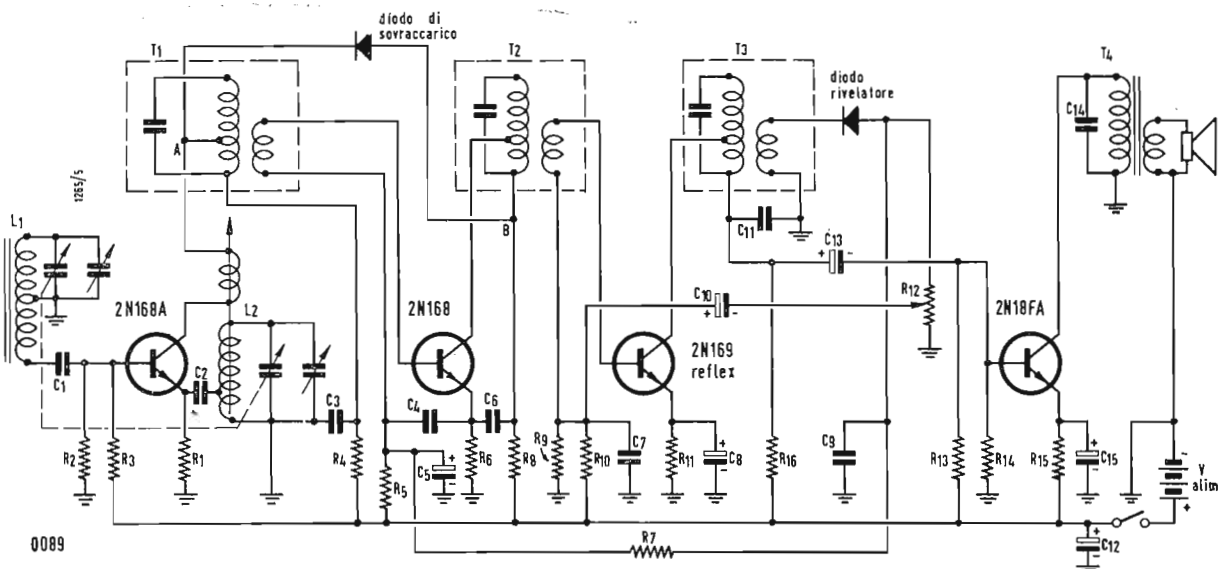 diodo di
sovraccarico
T1
T2
T3
T4
diodo
rivelatore
C14
A
1265/5
L1
B
C11
C13
2N168A
L2
2N168
C10
R12
2N18FA
2N169
reflex
C1
C2
C3
C4
C6
R2
R3
R1
R4
R5
C5
R6
R8
R9
R10
C7
R11
C8
R16
C9
R13
R14
R15
C15
V
alim
R7
C12
0089